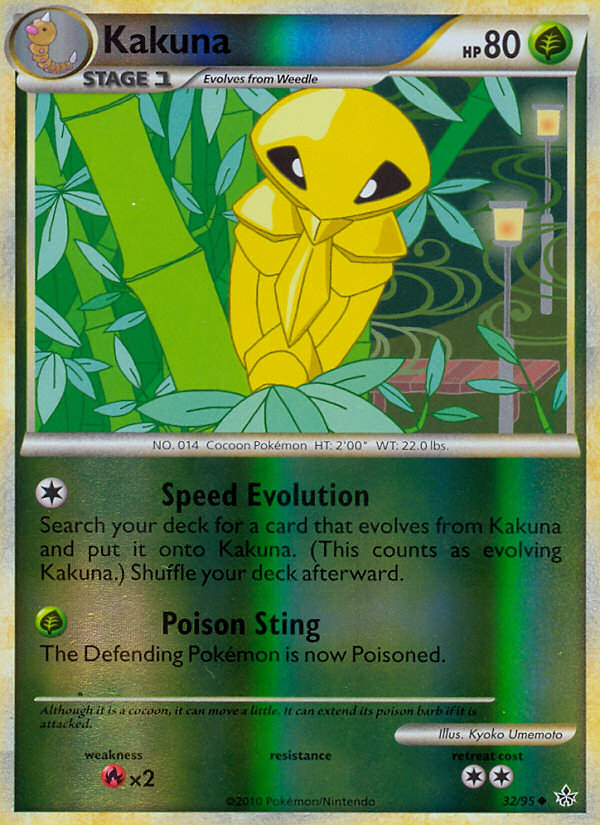 Kakuna
HP 80
STAGE 1
Evolves from Weedle
NO. 014 Cocoon Pokémon HT: 2'00" WT: 22.0 lbs.
Speed Evolution
Search your deck for a card that evolves from Kakuna
and put it onto Kakuna. (This counts as evolving
Kakuna.) Shuffle your deck afterward.
Poison Sting
The Defending Pokémon is now Poisoned.
Although it is a cocoon, it can move a little. It can extend its poison barb if it is
attacked.
Illus. Kyoko Umemoto
weakness resistance retreat cost
×2
©2010 Pokémon/Nintendo 32/95